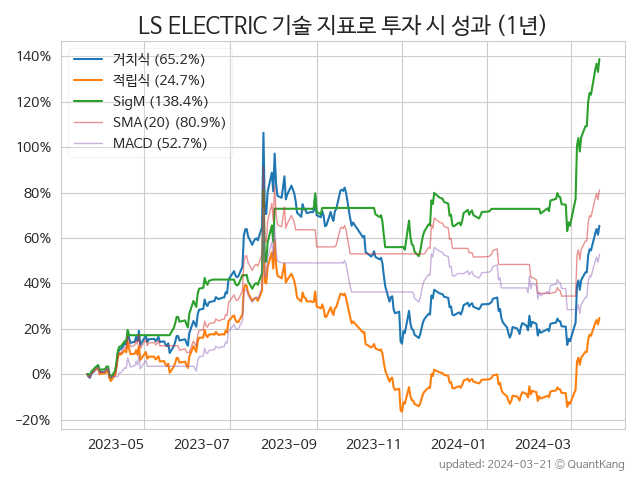 LS ELECTRIC 기술 지표로 투자 시 성과 (1년)
140%
120%
100%
80%
60%
40%
20%
0%
−20%
거치식 (65.2%)
적립식 (24.7%)
SigM (138.4%)
SMA(20) (80.9%)
MACD (52.7%)
2023-05
2023-07
2023-09
2023-11
2024-01
2024-03
updated: 2024-03-21 © QuantKang